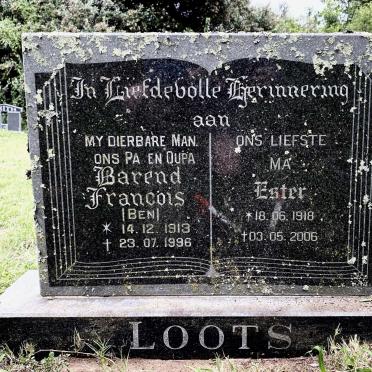 In Liefdevolle Herinnering
aan
MY DIERBARE MAN.
ONS PA EN OUPA
Barend
Francois
(BEN)
* 14. 12. 1913
† 23. 07. 1996
ONS LIEFSTE
MA
Ester
* 18. 06. 1918
† 03. 05. 2006
LOOTS